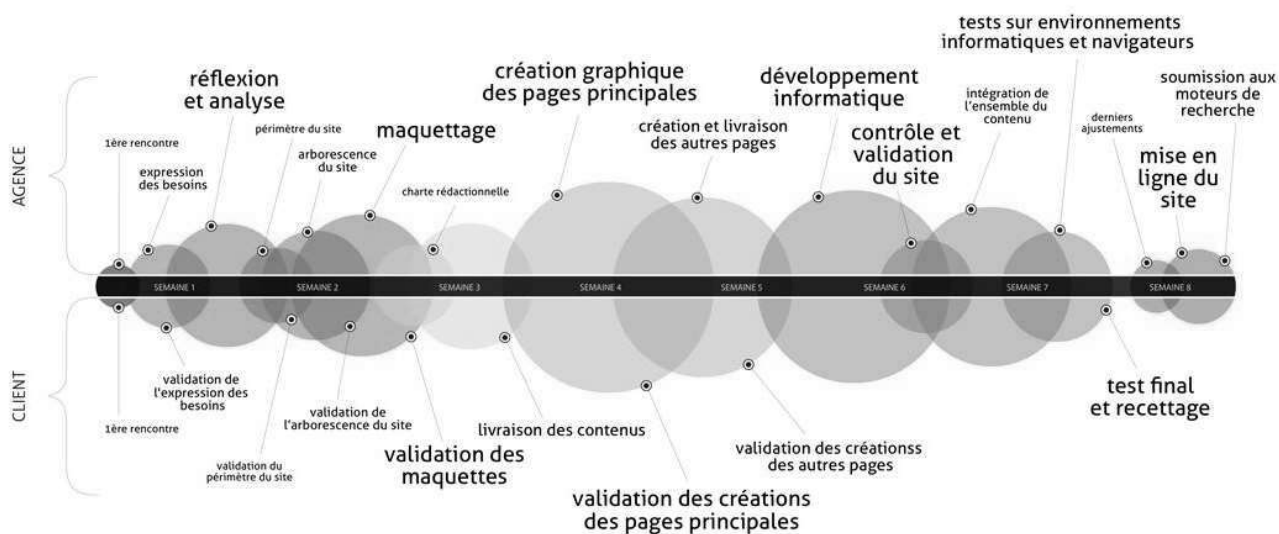 AGENCE
1ère rencontre
expression
des besoins
réflexion
et analyse
périmètre du site
arborescence
du site
maquettage
charte rédactionnelle
création graphique
des pages principales
création et livraison
des autres pages
développement
informatique
contrôle et
validation
du site
intégration de
l'ensemble du
contenu
tests sur environnements
informatiques et navigateurs
derniers
ajustements
mise en
ligne du
site
soumission aux
moteurs de
recherche
SEMAINE 1
SEMAINE 2
SEMAINE 3
SEMAINE 4
SEMAINE 5
SEMAINE 6
SEMAINE 7
SEMAINE 8
CLIENT
1ère rencontre
validation de
l'expression des
besoins
validation du
périmètre du site
validation de
l'arborescence du site
validation des
maquettes
livraison des contenus
validation des créations
des pages principales
validation des créationss
des autres pages
test final
et recettage